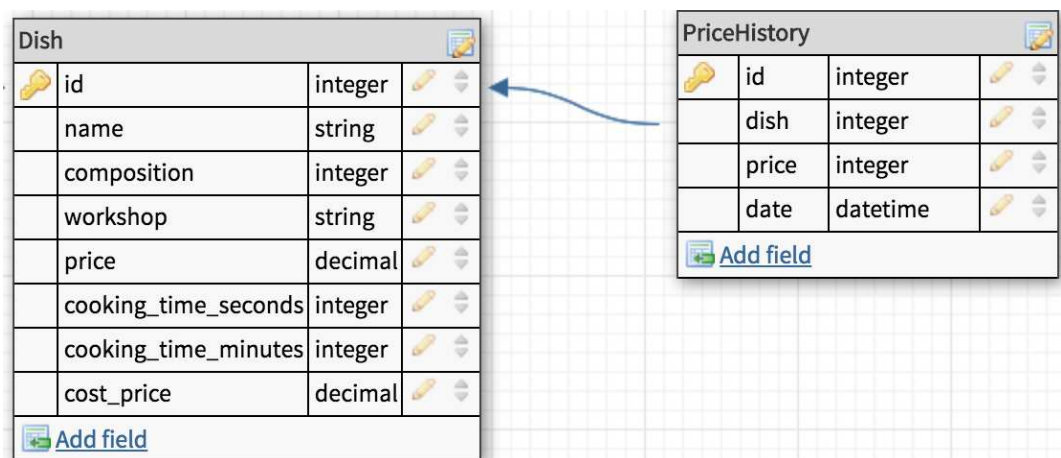 Dish
id integer
name string
composition integer
workshop string
price decimal
cooking_time_seconds integer
cooking_time_minutes integer
cost_price decimal
Add field
PriceHistory
id integer
dish integer
price integer
date datetime
Add field